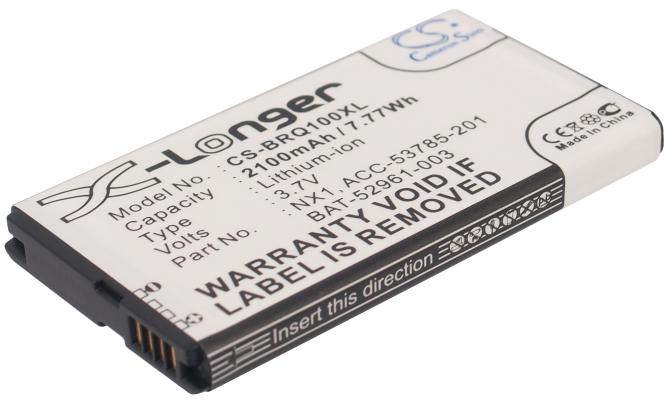 X-Longer
CS
Cameron Sino
Model No. : CS-BRQ100XL
Capacity : 2100mAh / 7.77Wh
Type : Lithium-ion
Volts : 3.7V
Part No. : NX1 ACC-53785-201
BAT-52961-003
WARRANTY VOID IF
LABEL IS REMOVED
Made in China
CE
Insert this direction